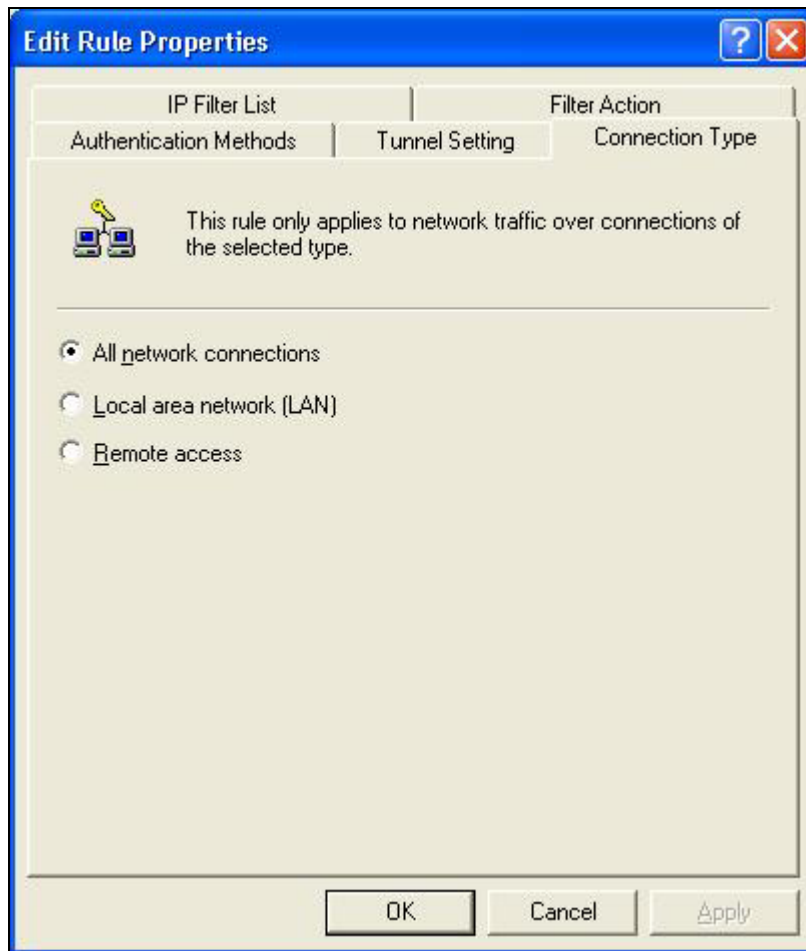 Edit Rule Properties
?
IP Filter List
Filter Action
Authentication Methods
Tunnel Setting
Connection Type
This rule only applies to network traffic over connections of
the selected type.
All network connections
Local area network (LAN)
Remote access
OK
Cancel
Apply